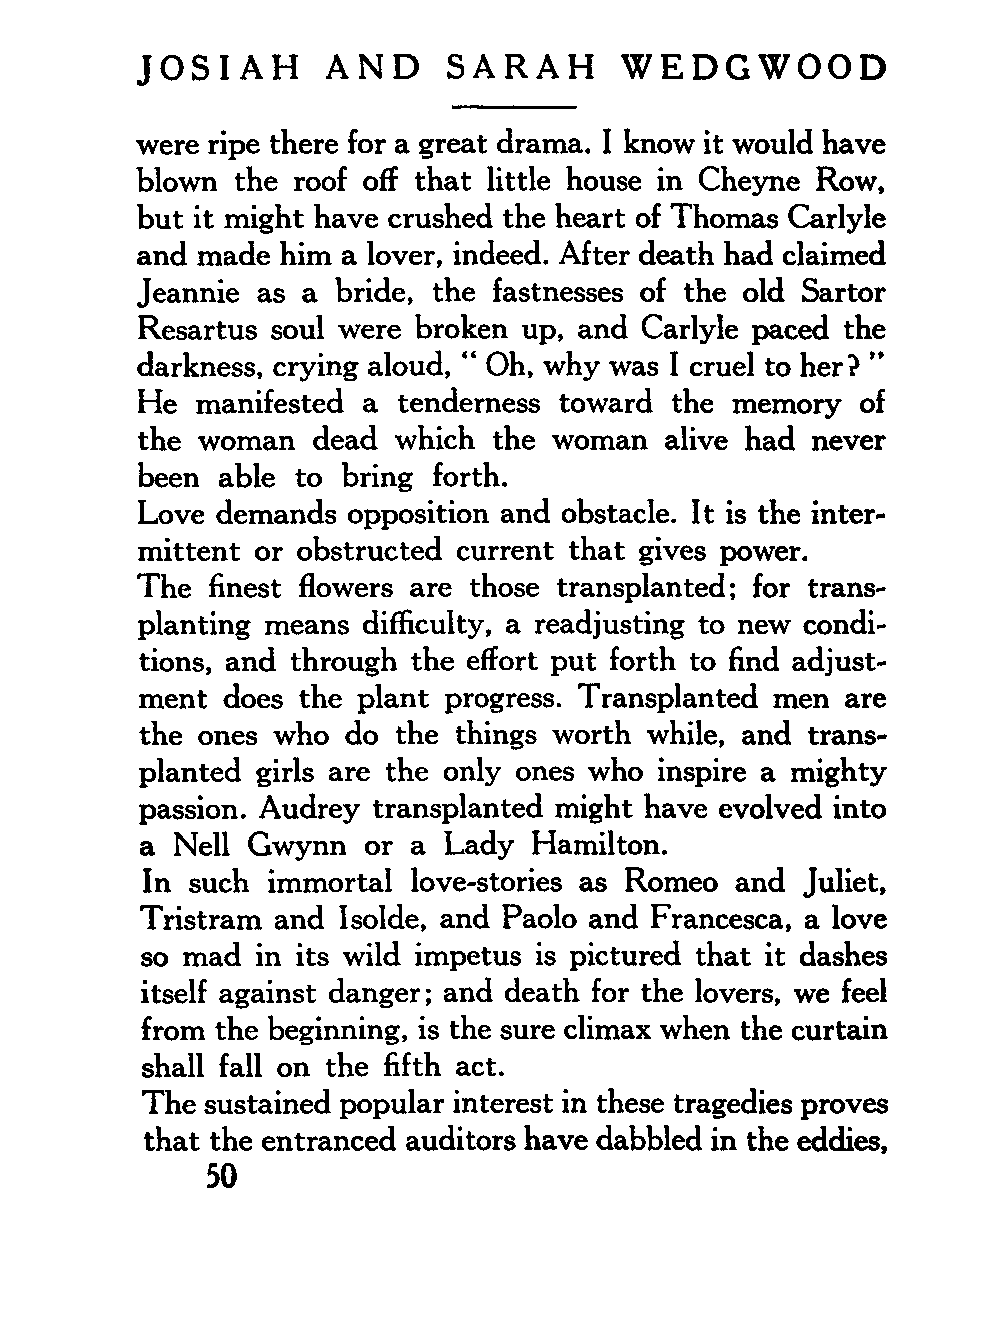 JOSIAH AND SARAH WEDGWOOD
were ripe there for a great drama. I know it would have
blown the roof off that little house in Cheyne Row,
but it might have crushed the heart of Thomas Carlyle
and made him a lover, indeed. After death had claimed
Jeannie as a bride, the fastnesses of the old Sartor
Resartus soul were broken up, and Carlyle paced the
darkness, crying aloud, “ Oh, why was I cruel to her? ”
He manifested a tenderness toward the memory of
the woman dead which the woman alive had never
been able to bring forth.
Love demands opposition and obstacle. It is the inter-
mittent or obstructed current that gives power.
The finest flowers are those transplanted; for trans-
planting means difficulty, a readjusting to new condi-
tions, and through the effort put forth to find adjust-
ment does the plant progress. Transplanted men are
the ones who do the things worth while, and trans-
planted girls are the only ones who inspire a mighty
passion. Audrey transplanted might have evolved into
a Nell Gwynn or a Lady Hamilton.
In such immortal love-stories as Romeo and Juliet,
Tristram and Isolde, and Paolo and Francesca, a love
so mad in its wild impetus is pictured that it dashes
itself against danger; and death for the lovers, we feel
from the beginning, is the sure climax when the curtain
shall fall on the fifth act.
The sustained popular interest in these tragedies proves
that the entranced auditors have dabbled in the eddies,
50